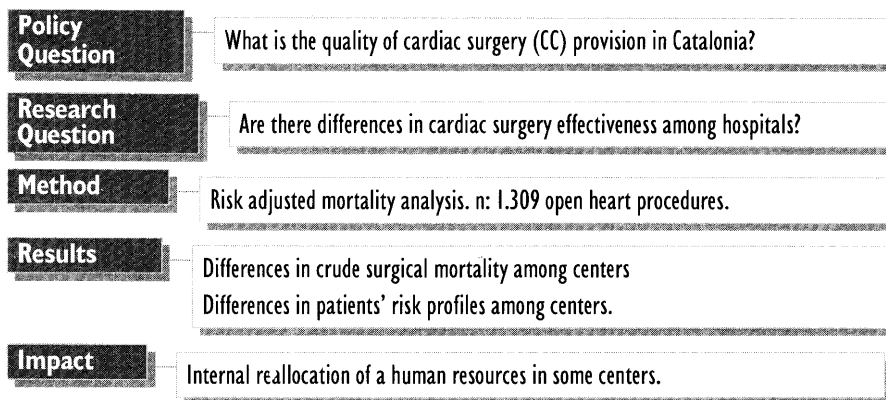 Policy
Question
What is the quality of cardiac surgery (CC) provision in Catalonia?
Research
Question
Are there differences in cardiac surgery effectiveness among hospitals?
Method
Risk adjusted mortality analysis. n: 1.309 open heart procedures.
Results
Differences in crude surgical mortality among centers
Differences in patients' risk profiles among centers.
Impact
Internal reallocation of a human resources in some centers.